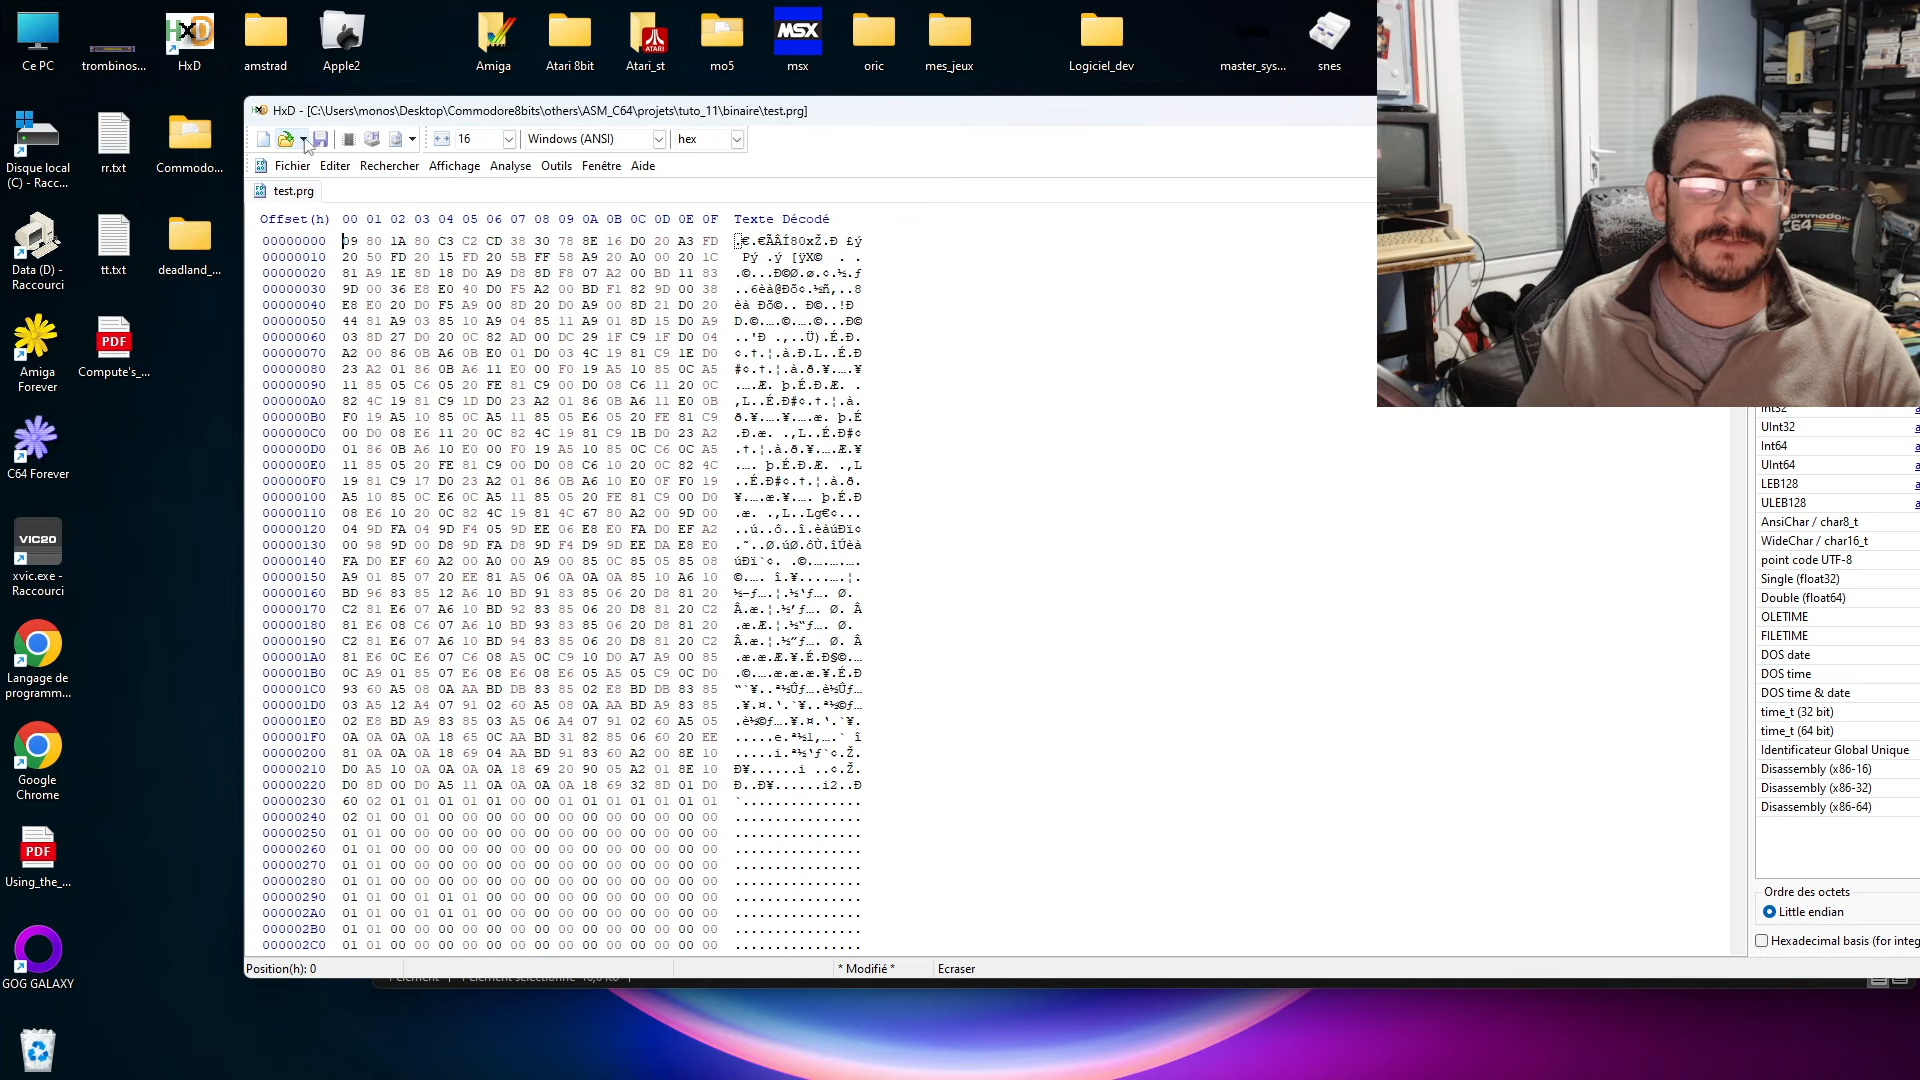 Ce PC
trombinos...
HxD
amstrad
Apple2
Amiga
Atari 8bit
Atari_st
mo5
msx
oric
mes_jeux
Logiciel_dev
master_sys...
snes
HxD - [C:\Users\monos\Desktop\Commodore8bits\others\ASM_C64\projets\tuto_11\binaire\test.prg]
16 Windows (ANSI) hex
Fichier Editer Rechercher Affichage Analyse Outils Fenêtre Aide
test.prg
Offset(h) 00 01 02 03 04 05 06 07 08 09 0A 0B 0C 0D 0E 0F Texte Décodé
00000000 09 80 1A 80 C3 C2 CD 38 30 78 8E 16 D0 20 A3 FD
00000010 20 50 FD 20 15 FD 20 5B FF 58 A9 20 A0 00 20 1C
00000020 81 A9 1E 8D 18 D0 A9 D8 8D F8 07 A2 00 BD 11 83
00000030 9D 00 36 E8 E0 40 D0 F5 A2 00 BD F1 82 9D 00 38
00000040 E8 E0 20 D0 F5 A9 00 8D 20 D0 A9 00 8D 21 D0 20
00000050 44 81 A9 03 85 10 A9 04 85 11 A9 01 8D 15 D0 A9
00000060 03 8D 27 D0 20 0C 82 AD 00 DC 29 1F C9 1F D0 04
00000070 A2 00 86 0B A6 0B E0 01 D0 03 4C 19 81 C9 1E D0
00000080 23 A2 01 86 0B A6 11 E0 00 F0 19 A5 10 85 0C A5
00000090 11 85 05 C6 05 20 FE 81 C9 00 D0 08 C6 11 20 0C
000000A0 82 4C 19 81 C9 1D D0 23 A2 01 86 0B A6 11 E0 0B
000000B0 F0 19 A5 10 85 0C A5 11 85 05 E6 05 20 FE 81 C9
000000C0 00 D0 08 E6 11 20 0C 82 4C 19 81 C9 1B D0 23 A2
000000D0 01 86 0B A6 10 E0 00 F0 19 A5 10 85 0C C6 0C A5
000000E0 11 85 05 20 FE 81 C9 00 D0 08 C6 10 20 0C 82 4C
000000F0 19 81 C9 17 D0 23 A2 01 86 0B A6 10 E0 0F F0 19
00000100 A5 10 85 0C E6 0C A5 11 85 05 20 FE 81 C9 00 D0
00000110 08 E6 10 20 0C 82 4C 19 81 4C 67 80 A2 00 9D 00
00000120 04 9D FA 04 9D F4 05 9D EE 06 E8 E0 FA D0 EF A2
00000130 00 98 9D 00 D8 9D FA D8 9D F4 D9 9D EE DA E8 E0
00000140 FA D0 EF 60 A2 00 A0 00 A9 00 85 0C 85 05 85 08
00000150 A9 01 85 07 20 EE 81 A5 06 0A 0A 0A 85 10 A6 10
00000160 BD 96 83 85 12 A6 10 BD 91 83 85 06 20 D8 81 20
00000170 C2 81 E6 07 A6 10 BD 92 83 85 06 20 D8 81 20 C2
00000180 81 E6 08 C6 07 A6 10 BD 93 83 85 06 20 D8 81 20
00000190 C2 81 E6 07 A6 10 BD 94 83 85 06 20 D8 81 20 C2
000001A0 81 E6 0C E6 07 C6 08 A5 0C C9 10 D0 A7 A9 00 85
000001B0 0C A9 01 85 07 E6 08 E6 08 E6 05 A5 05 C9 0C D0
000001C0 93 60 A5 08 0A AA BD DB 83 85 02 E8 BD DB 83 85
000001D0 03 A5 12 A4 07 91 02 60 A5 08 0A AA BD A9 83 85
000001E0 02 E8 BD A9 83 85 03 A5 06 A4 07 91 02 60 A5 05
000001F0 0A 0A 0A 0A 18 65 0C AA BD 31 82 85 06 60 20 EE
00000200 81 0A 0A 0A 18 69 04 AA BD 91 83 60 A2 00 8E 10
00000210 D0 A5 10 0A 0A 0A 0A 18 69 20 90 05 A2 01 8E 10
00000220 D0 8D 00 D0 A5 11 0A 0A 0A 0A 18 69 32 8D 01 D0
00000230 60 02 01 01 01 01 01 00 00 01 01 01 01 01 01 01
00000240 02 01 00 01 00 00 00 00 00 00 00 00 00 00 00 00
00000250 01 01 00 00 00 00 00 00 00 00 00 00 00 00 00 00
00000260 01 01 00 00 00 00 00 00 00 00 00 00 00 00 00 00
00000270 01 01 00 00 00 00 00 00 00 00 00 00 00 00 00 00
00000280 01 01 00 00 00 00 00 00 00 00 00 00 00 00 00 00
00000290 01 01 00 01 01 01 00 00 00 00 00 00 00 00 00 00
000002A0 01 01 00 01 01 01 00 00 00 00 00 00 00 00 00 00
000002B0 01 01 00 00 00 00 00 00 00 00 00 00 00 00 00 00
000002C0 01 01 00 00 00 00 00 00 00 00 00 00 00 00 00 00
Position(h): 0 * Modifié * Ecraser
Disque local
(C) - Racc...
rr.txt
Commodo...
Data (D) -
Raccourci
tt.txt
deadland_...
Amiga
Forever
PDF
Compute's_...
C64 Forever
VIC20
xvic.exe -
Raccourci
Langage de
programm...
Google
Chrome
PDF
Using_the_...
GOG GALAXY
Int32
UInt32
Int64
UInt64
LEB128
ULEB128
AnsiChar / char8_t
WideChar / char16_t
point code UTF-8
Single (float32)
Double (float64)
OLETIME
FILETIME
DOS date
DOS time
DOS time & date
time_t (32 bit)
time_t (64 bit)
Identificateur Global Unique
Disassembly (x86-16)
Disassembly (x86-32)
Disassembly (x86-64)
Ordre des octets
Little endian
Hexadecimal basis (for integ